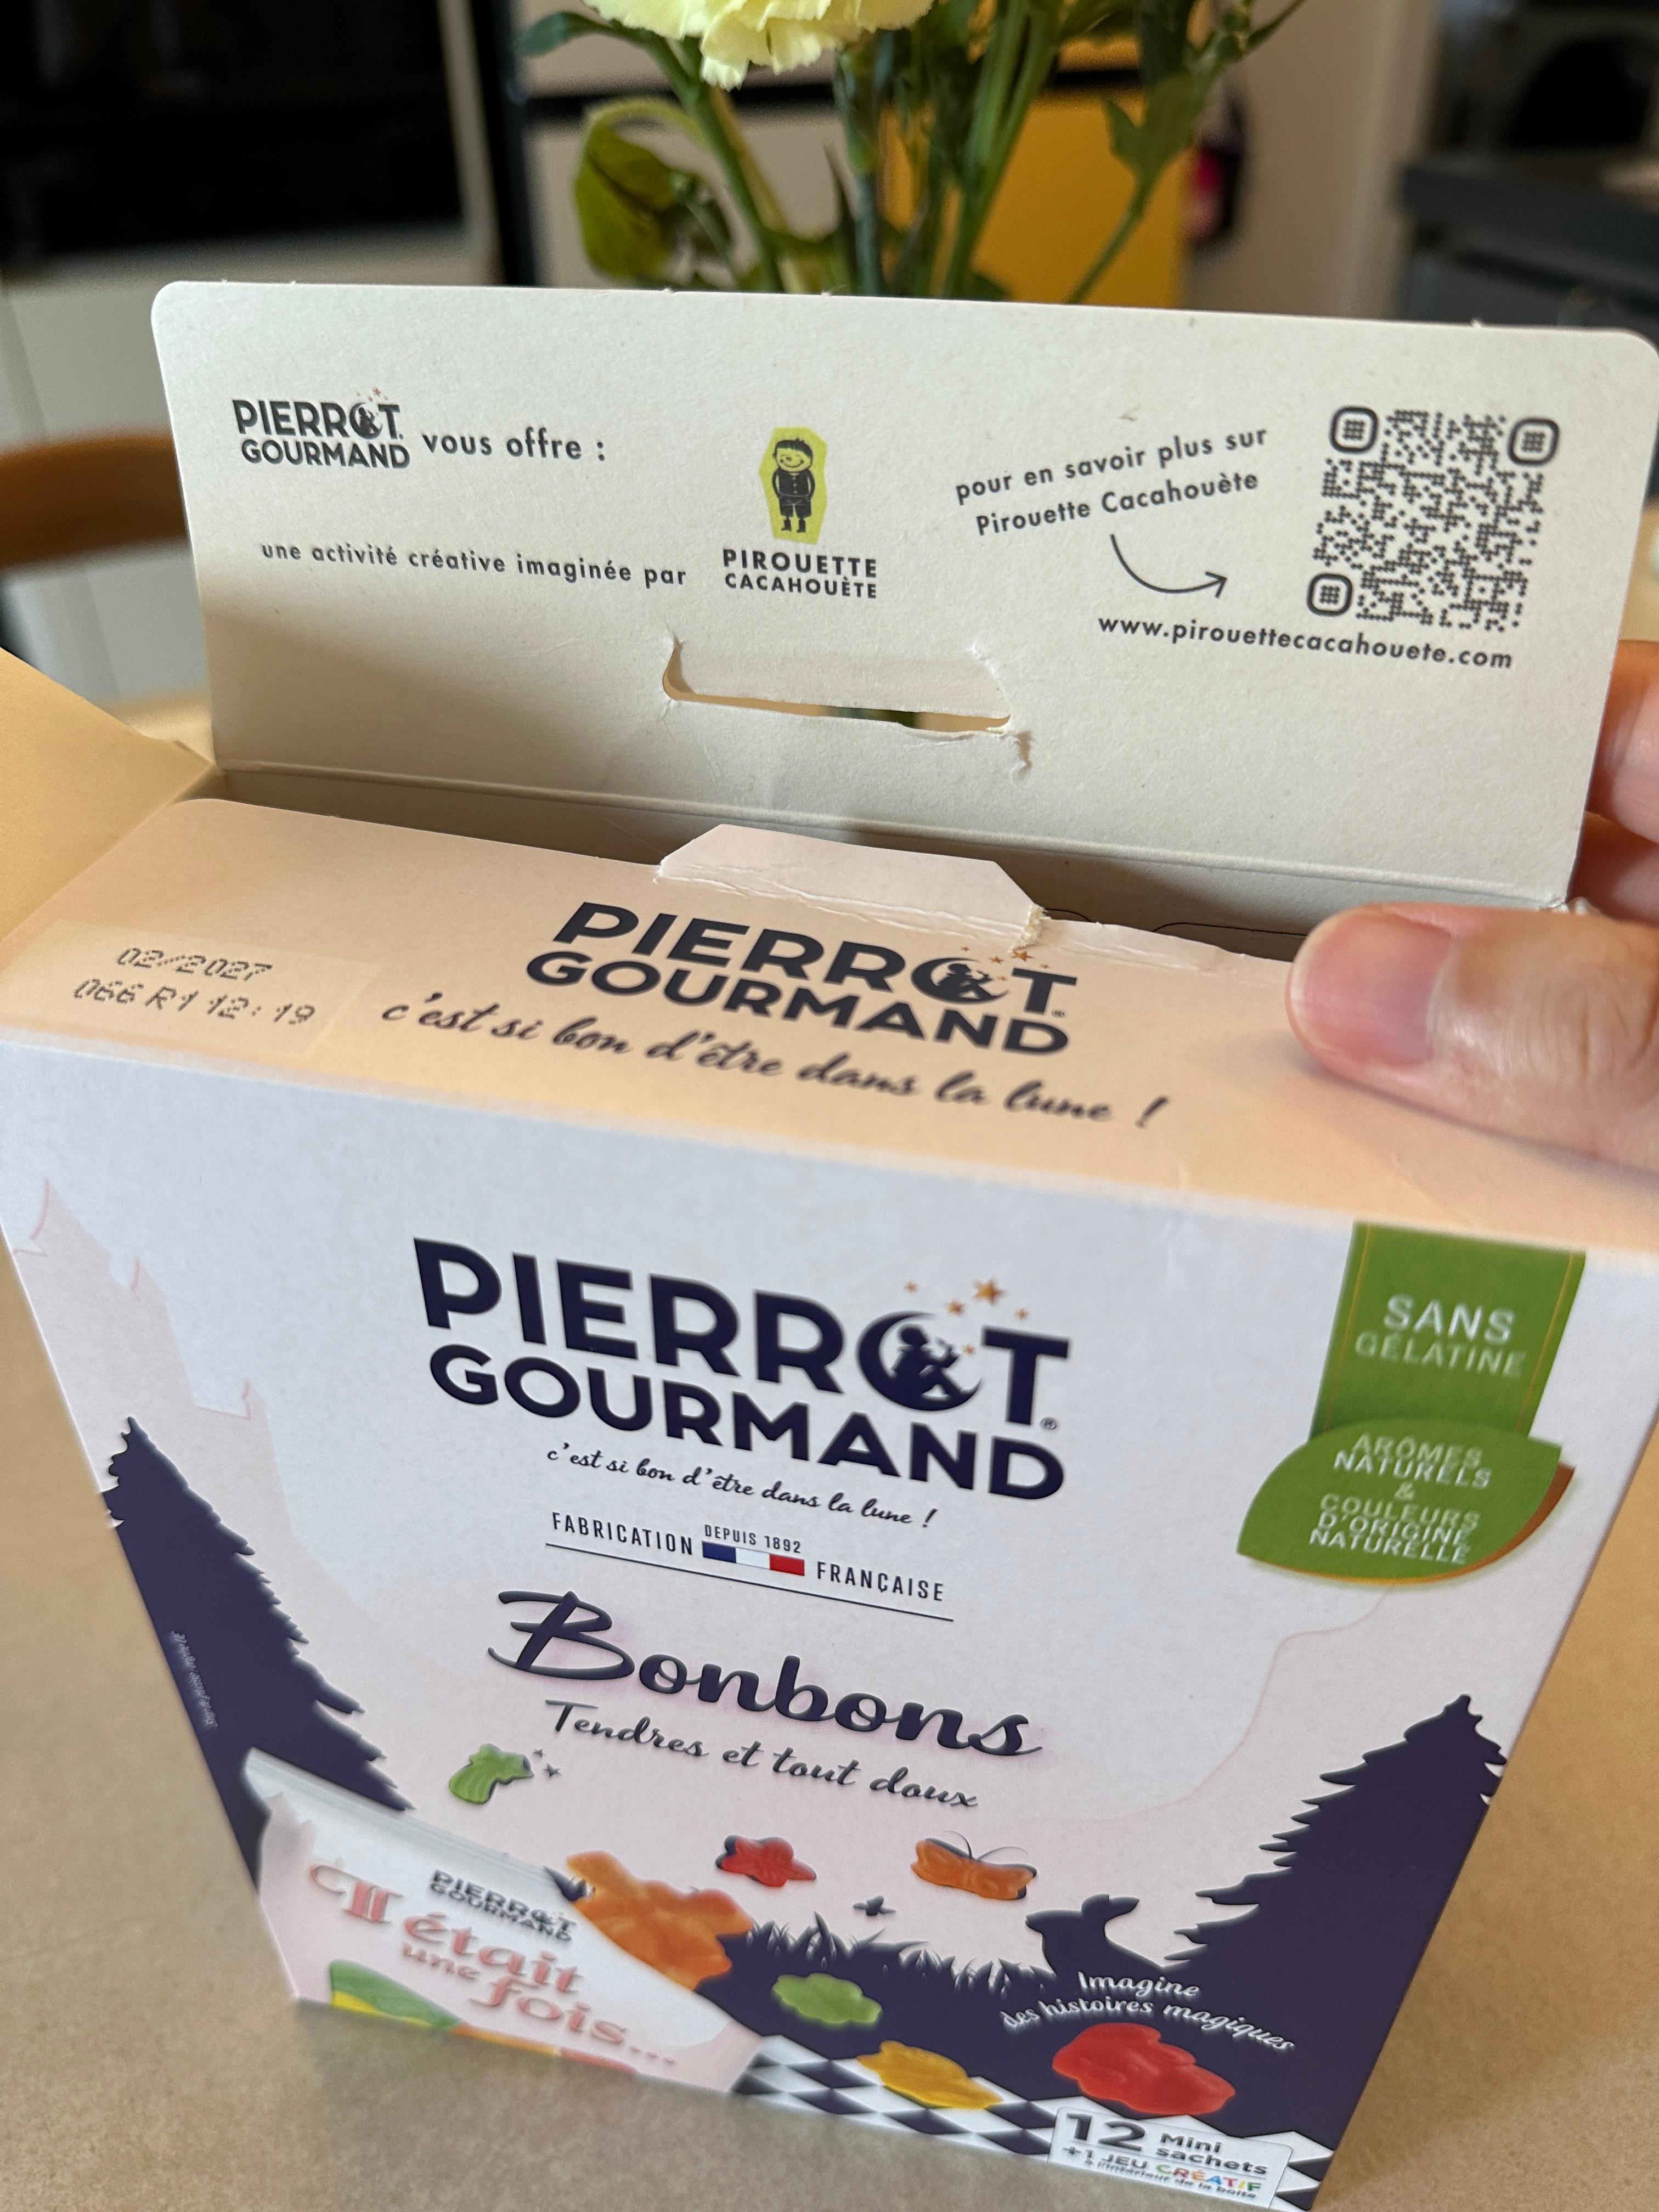 PIERROT
GOURMAND
vous offre :
une activité créative imaginée par
PIROUETTE
CACAHOUÈTE
pour en savoir plus sur
Pirouette Cacahouète
www.pirouettecacahouete.com
02/2027
066 R1 12:19
PIERROT
GOURMAND
c'est si bon d'être dans la lune !
PIERROT
GOURMAND
®
c'est si bon d'être dans la lune !
FABRICATION DEPUIS 1892 FRANÇAISE
SANS
GÉLATINE
ARÔMES
NATURELS
&
COULEURS
D'ORIGINE
NATURELLE
Bonbons
Tendres et tout doux
PIERROT
GOURMAND
Il était
une fois...
Imagine
des histoires magiques
12 Mini
sachets
+1 JEU CRÉATIF
à l'intérieur de la boîte